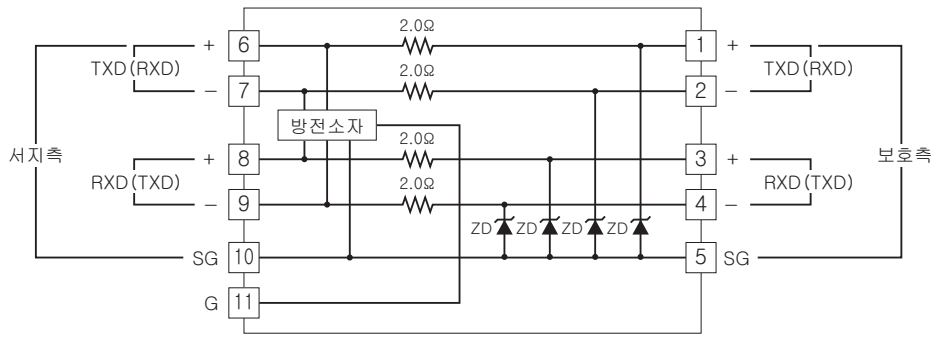 2.0Ω
+ 6 1 +
TXD(RXD) TXD(RXD)
2.0Ω
− 7 2 −
방전소자
2.0Ω
서지측 + 8 3 + 보호측
RXD(TXD) RXD(TXD)
2.0Ω
− 9 4 −
ZD ZD ZD ZD
SG 10 5 SG
G 11